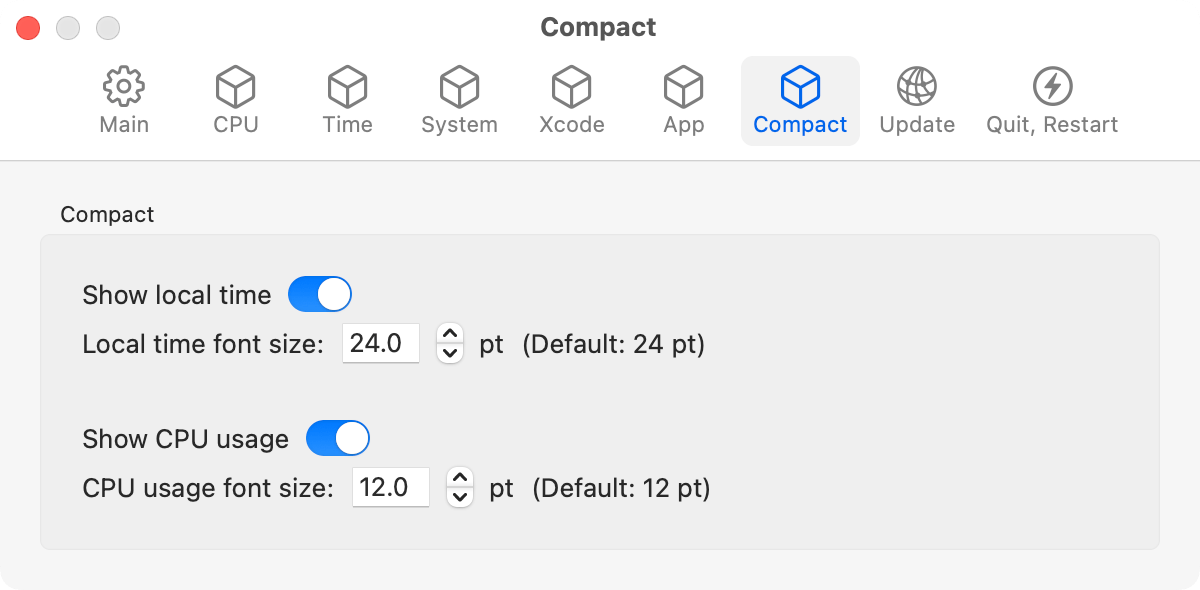 Compact
Main CPU Time System Xcode App Compact Update Quit, Restart
Compact
Show local time
Local time font size: 24.0 pt (Default: 24 pt)
Show CPU usage
CPU usage font size: 12.0 pt (Default: 12 pt)